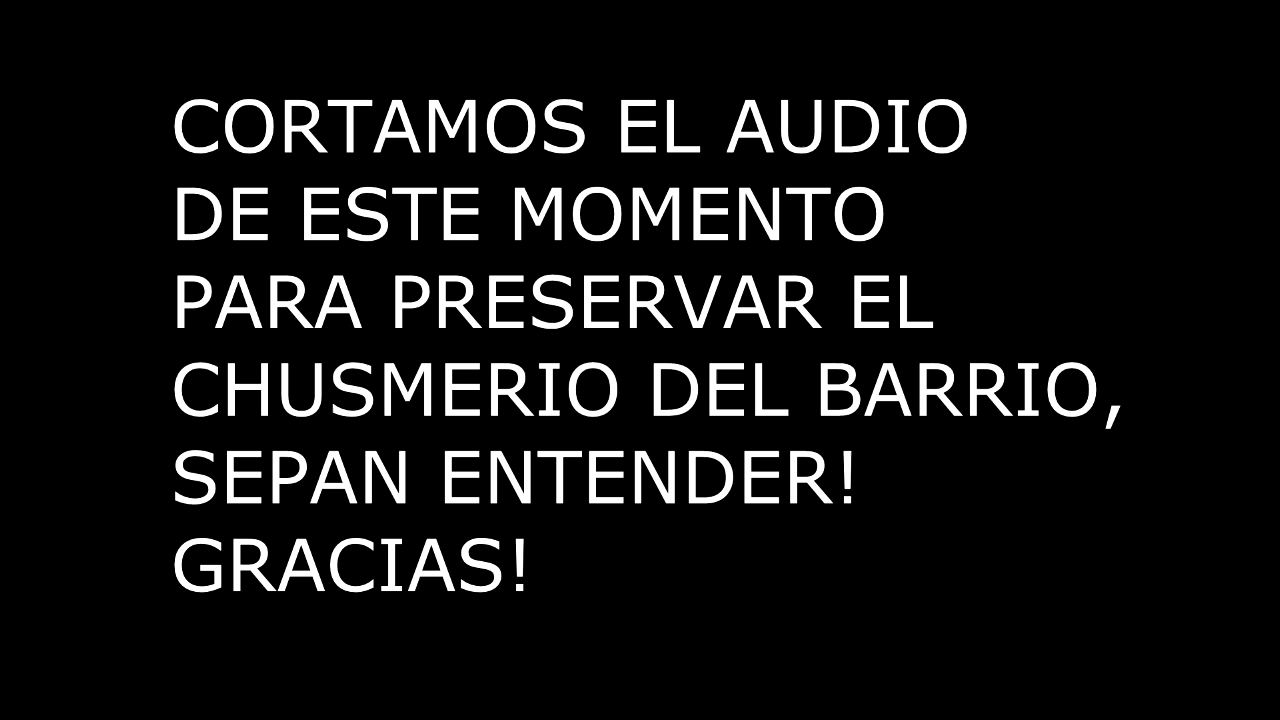 CORTAMOS EL AUDIO
DE ESTE MOMENTO
PARA PRESERVAR EL
CHUSMERIO DEL BARRIO,
SEPAN ENTENDER!
GRACIAS!